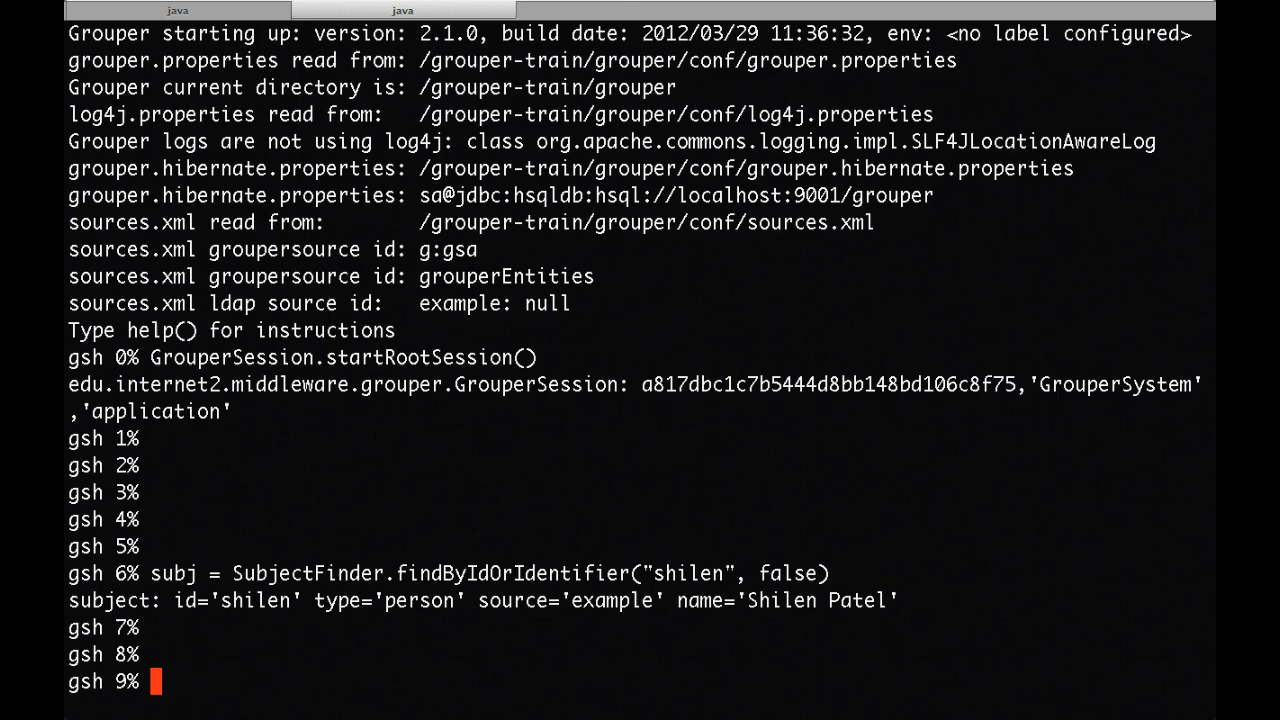 java java
Grouper starting up: version: 2.1.0, build date: 2012/03/29 11:36:32, env: <no label configured>
grouper.properties read from: /grouper-train/grouper/conf/grouper.properties
Grouper current directory is: /grouper-train/grouper
log4j.properties read from:   /grouper-train/grouper/conf/log4j.properties
Grouper logs are not using log4j: class org.apache.commons.logging.impl.SLF4JLocationAwareLog
grouper.hibernate.properties: /grouper-train/grouper/conf/grouper.hibernate.properties
grouper.hibernate.properties: sa@jdbc:hsqldb:hsql://localhost:9001/grouper
sources.xml read from:        /grouper-train/grouper/conf/sources.xml
sources.xml groupersource id: g:gsa
sources.xml groupersource id: grouperEntities
sources.xml ldap source id:   example: null
Type help() for instructions
gsh 0% GrouperSession.startRootSession()
edu.internet2.middleware.grouper.GrouperSession: a817dbc1c7b5444d8bb148bd106c8f75,'GrouperSystem'
,'application'
gsh 1%
gsh 2%
gsh 3%
gsh 4%
gsh 5%
gsh 6% subj = SubjectFinder.findByIdOrIdentifier("shilen", false)
subject: id='shilen' type='person' source='example' name='Shilen Patel'
gsh 7%
gsh 8%
gsh 9%